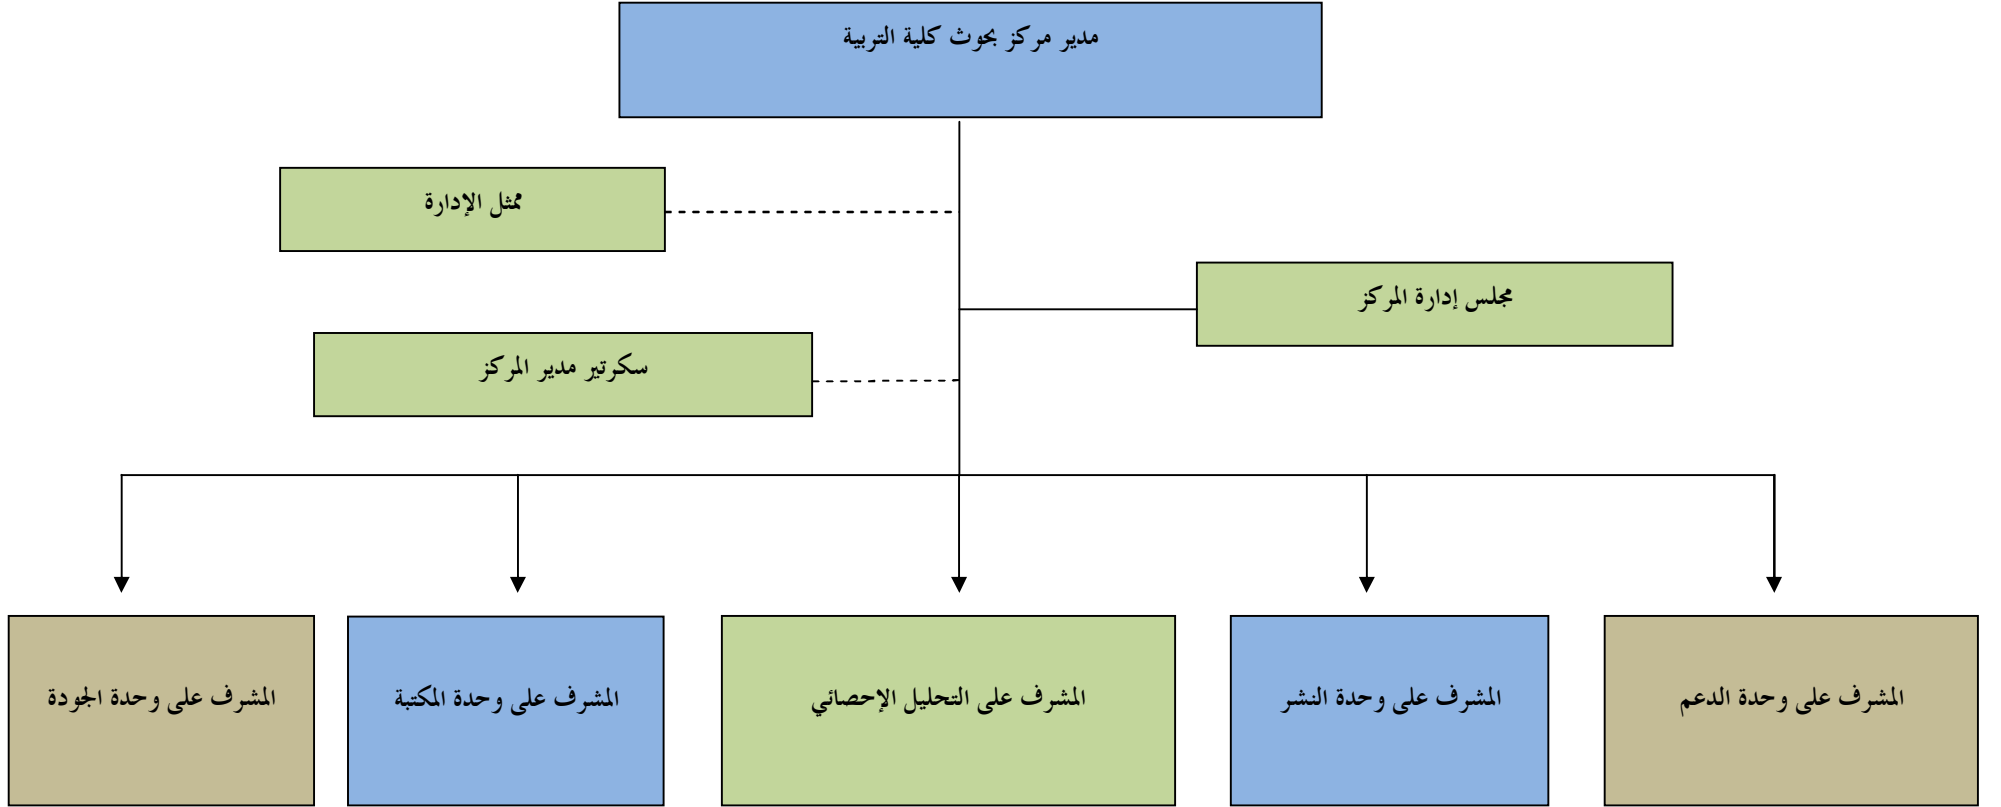 مدير مركز بحوث كلية التربية
ممثل الإدارة
مجلس إدارة المركز
سكرتير مدير المركز
المشرف على وحدة الدعم
المشرف على وحدة النشر
المشرف على التحليل الإحصائي
المشرف على وحدة المكتبة
المشرف على وحدة الجودة